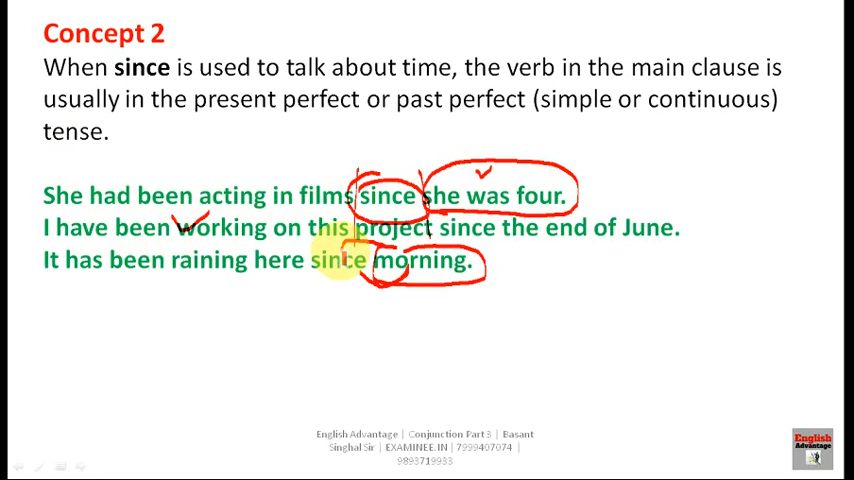 Concept 2
When since is used to talk about time, the verb in the main clause is
usually in the present perfect or past perfect (simple or continuous)
tense.
She had been acting in films since she was four.
I have been working on this project since the end of June.
It has been raining here since morning.
English Advantage | Conjunction Part 3 | Basant
Singhal Sir | EXAMINEE.IN | 7999407074 |
9893719933
English
Advantage